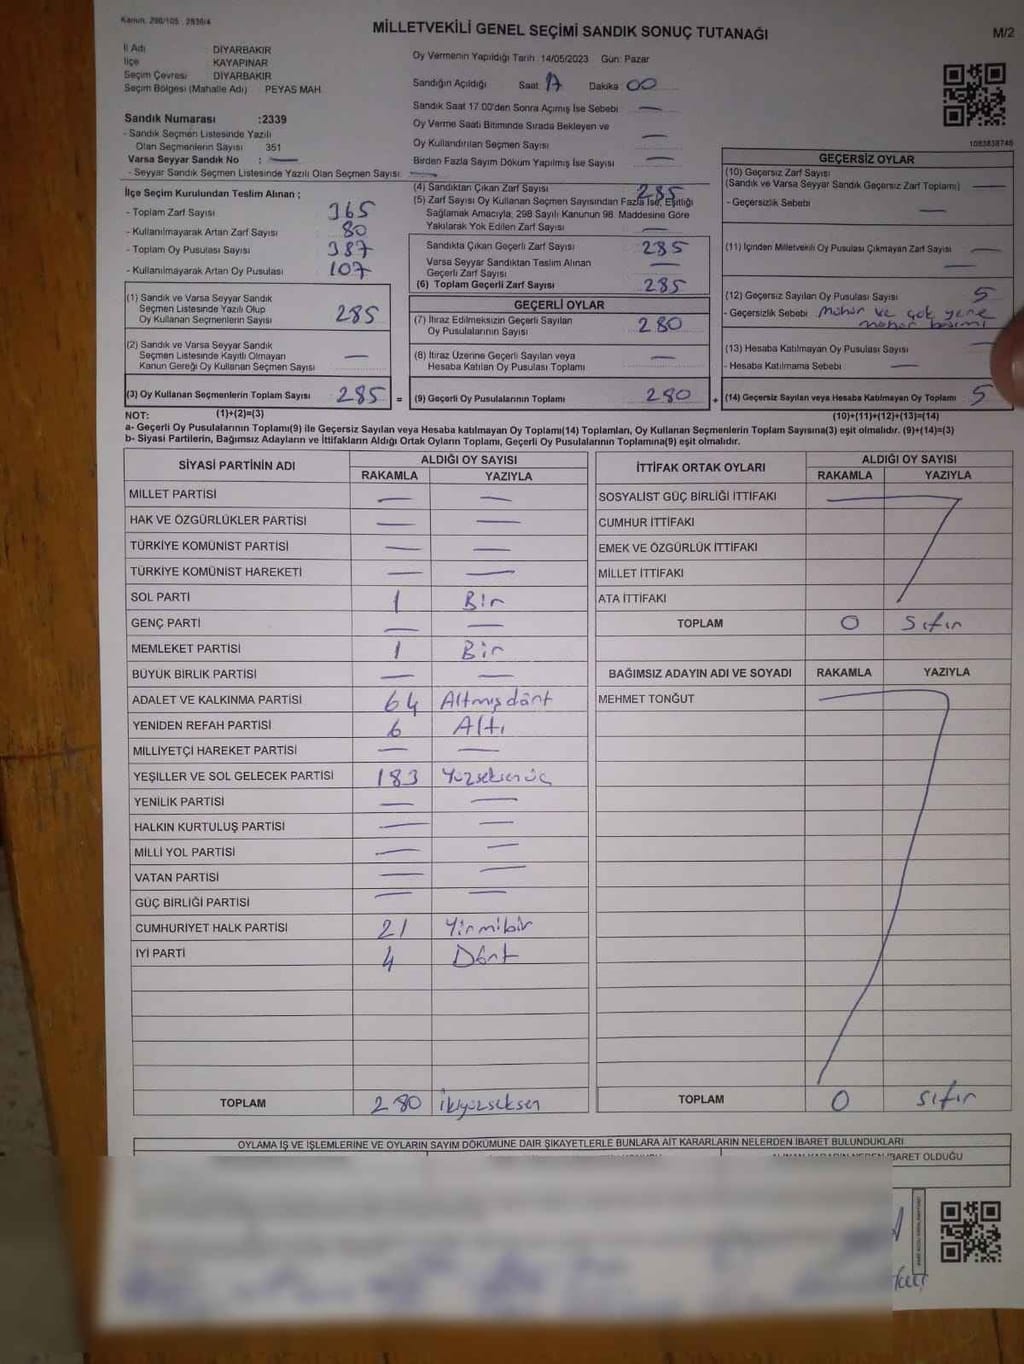 Kanun. 298/105 : 2839/4
MİLLETVEKİLİ GENEL SEÇİMİ SANDIK SONUÇ TUTANAĞI
M/2
İl Adı DİYARBAKIR
İlçe KAYAPINAR
Seçim Çevresi DİYARBAKIR
Seçim Bölgesi (Mahalle Adı) PEYAS MAH.
Sandık Numarası :2339
- Sandık Seçmen Listesinde Yazılı
Olan Seçmenlerin Sayısı 351
Varsa Seyyar Sandık No : —
- Seyyar Sandık Seçmen Listesinde Yazılı Olan Seçmen Sayısı: —
Oy Vermenin Yapıldığı Tarih 14/05/2023 Gün: Pazar
Sandığın Açıldığı Saat 17 Dakika 00
Sandık Saat 17.00'den Sonra Açımış İse Sebebi —
Oy Verme Saati Bitiminde Sırada Bekleyen ve
Oy Kullandırılan Seçmen Sayısı —
Birden Fazla Sayım Döküm Yapılmış İse Sayısı —
1083838746
İlçe Seçim Kurulundan Teslim Alınan ;
- Toplam Zarf Sayısı 365
- Kullanılmayarak Artan Zarf Sayısı 80
- Toplam Oy Pusulası Sayısı 387
- Kullanılmayarak Artan Oy Pusulası 107
(1) Sandık ve Varsa Seyyar Sandık
Seçmen Listesinde Yazılı Olup
Oy Kullanan Seçmenlerin Sayısı 285
(2) Sandık ve Varsa Seyyar Sandık
Seçmen Listesinde Kayıtlı Olmayan
Kanun Gereği Oy Kullanan Seçmen Sayısı —
(3) Oy Kullanan Seçmenlerin Toplam Sayısı 285 =
(4) Sandıktan Çıkan Zarf Sayısı 285
(5) Zarf Sayısı Oy Kullanan Seçmen Sayısından Fazla İse, Eşitliği
Sağlamak Amacıyla, 298 Sayılı Kanunun 98. Maddesine Göre
Yakılarak Yok Edilen Zarf Sayısı —
Sandıkta Çıkan Geçerli Zarf Sayısı 285
Varsa Seyyar Sandıktan Teslim Alınan
Geçerli Zarf Sayısı —
(6) Toplam Geçerli Zarf Sayısı 285
GEÇERLİ OYLAR
(7) İtiraz Edilmeksizin Geçerli Sayılan
Oy Pusulalarının Sayısı 280
(8) İtiraz Üzerine Geçerli Sayılan veya
Hesaba Katılan Oy Pusulası Toplamı —
(9) Geçerli Oy Pusulalarının Toplamı 280 +
GEÇERSİZ OYLAR
(10) Geçersiz Zarf Sayısı
(Sandık ve Varsa Seyyar Sandık Geçersiz Zarf Toplamı) —
- Geçersizlik Sebebi —
(11) İçinden Milletvekili Oy Pusulası Çıkmayan Zarf Sayısı —
(12) Geçersiz Sayılan Oy Pusulası Sayısı 5
- Geçersizlik Sebebi Mühür ve çok yere
mühür basımı
(13) Hesaba Katılmayan Oy Pusulası Sayısı —
- Hesaba Katılmama Sebebi —
(14) Geçersiz Sayılan veya Hesaba Katılmayan Oy Toplamı 5
NOT: (1)+(2)=(3) (10)+(11)+(12)+(13)=(14)
a- Geçerli Oy Pusulalarının Toplamı(9) ile Geçersiz Sayılan veya Hesaba katılmayan Oy Toplamı(14) Toplamları, Oy Kullanan Seçmenlerin Toplam Sayısına(3) eşit olmalıdır. (9)+(14)=(3)
b- Siyasi Partilerin, Bağımsız Adayların ve İttifakların Aldığı Ortak Oyların Toplamı, Geçerli Oy Pusulalarının Toplamına(9) eşit olmalıdır.
SİYASİ PARTİNİN ADI ALDIĞI OY SAYISI
RAKAMLA YAZIYLA
MİLLET PARTİSİ — —
HAK VE ÖZGÜRLÜKLER PARTİSİ — —
TÜRKİYE KOMÜNİST PARTİSİ — —
TÜRKİYE KOMÜNİST HAREKETİ — —
SOL PARTİ 1 Bir
GENÇ PARTİ — —
MEMLEKET PARTİSİ 1 Bir
BÜYÜK BİRLİK PARTİSİ — —
ADALET VE KALKINMA PARTİSİ 64 Altmışdört
YENİDEN REFAH PARTİSİ 6 Altı
MİLLİYETÇİ HAREKET PARTİSİ — —
YEŞİLLER VE SOL GELECEK PARTİSİ 183 Yüzseksenüç
YENİLİK PARTİSİ — —
HALKIN KURTULUŞ PARTİSİ — —
MİLLİ YOL PARTİSİ — —
VATAN PARTİSİ — —
GÜÇ BİRLİĞİ PARTİSİ — —
CUMHURİYET HALK PARTİSİ 21 Yirmibir
İYİ PARTİ 4 Dört
TOPLAM 280 İkiyüzseksen
İTTİFAK ORTAK OYLARI ALDIĞI OY SAYISI
RAKAMLA YAZIYLA
SOSYALİST GÜÇ BİRLİĞİ İTTİFAKI
CUMHUR İTTİFAKI
EMEK VE ÖZGÜRLÜK İTTİFAKI
MİLLET İTTİFAKI
ATA İTTİFAKI
TOPLAM 0 Sıfır
BAĞIMSIZ ADAYIN ADI VE SOYADI RAKAMLA YAZIYLA
MEHMET TONĞUT
TOPLAM 0 Sıfır
OYLAMA İŞ VE İŞLEMLERİNE VE OYLARIN SAYIM DÖKÜMÜNE DAİR ŞİKAYETLERLE BUNLARA AİT KARARLARIN NELERDEN İBARET BULUNDUKLARI
İBARET OLDUĞU